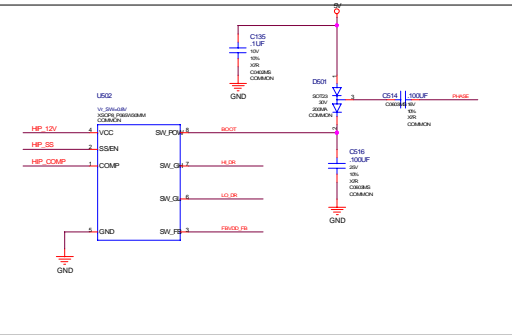 5V
C135
.1UF
10V
10%
X7R
C0402MS
COMMON
GND
D501
SOT23
30V
200MA
COMMON
1
3
2
C514
.100UF
C0603MS
16V
10%
X7R
COMMON
PHASE
U502
Vr_SW=0.8V
COMMON
HIP_12V
4
VCC
SW_POW
8
BOOT
HIP_SS
2
SS/EN
HIP_COMP
1
COMP
SW_GH
7
HI_DR
SW_GL
6
LO_DR
5
GND
SW_FB
3
FBVDD_FB
GND
C516
.100UF
25V
10%
X7R
C0603MS
COMMON
GND